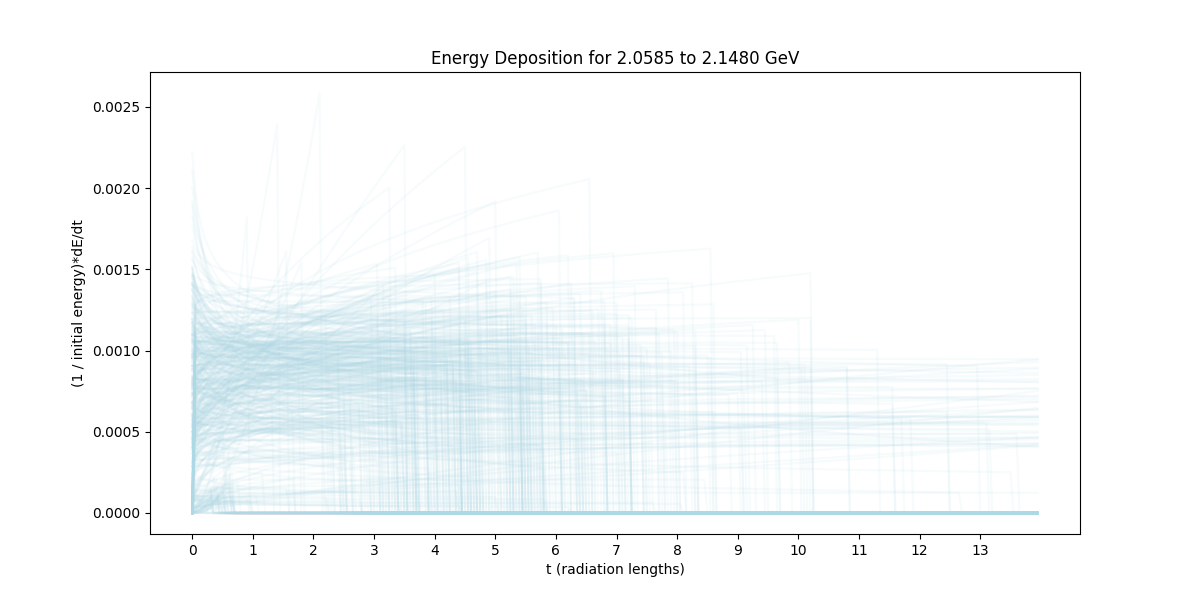 Energy Deposition for 2.0585 to 2.1480 GeV
(1 / initial energy)*dE/dt
0.0025
0.0020
0.0015
0.0010
0.0005
0.0000
0 1 2 3 4 5 6 7 8 9 10 11 12 13
t (radiation lengths)